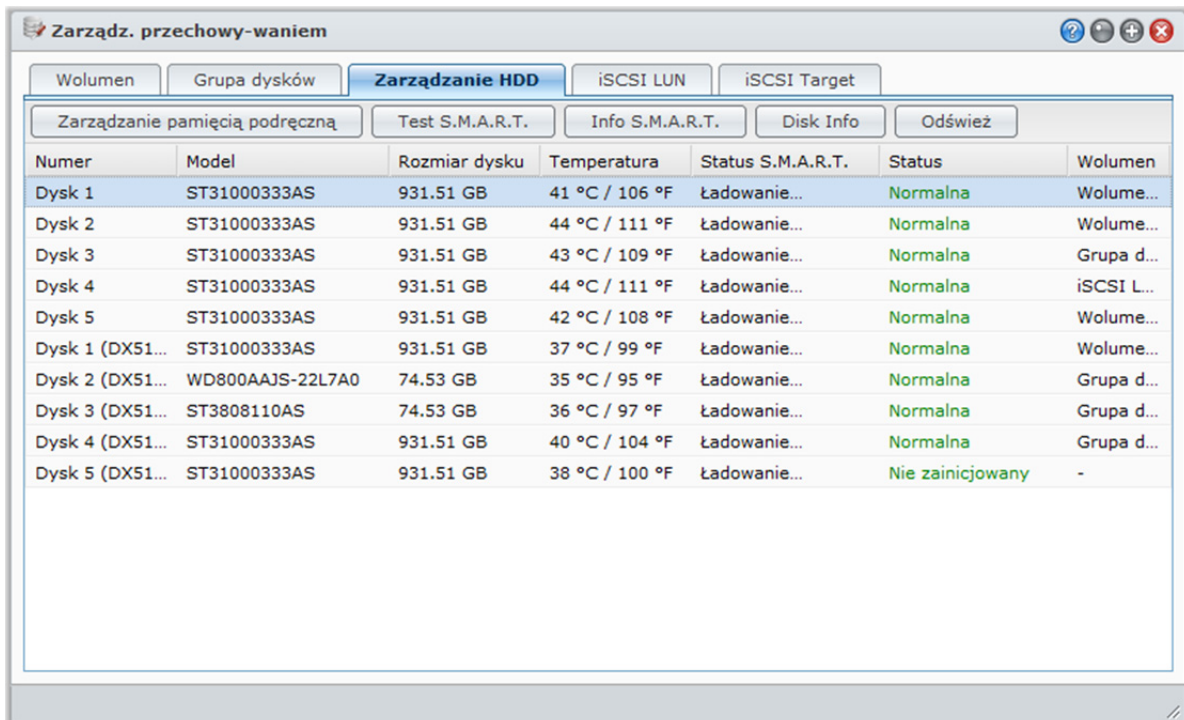 Zarządz. przechowy-waniem
Wolumen Grupa dysków Zarządzanie HDD iSCSI LUN iSCSI Target
Zarządzanie pamięcią podręczną Test S.M.A.R.T. Info S.M.A.R.T. Disk Info Odśwież
Numer Model Rozmiar dysku Temperatura Status S.M.A.R.T. Status Wolumen
Dysk 1 ST31000333AS 931.51 GB 41 °C / 106 °F Ładowanie... Normalna Wolume...
Dysk 2 ST31000333AS 931.51 GB 44 °C / 111 °F Ładowanie... Normalna Wolume...
Dysk 3 ST31000333AS 931.51 GB 43 °C / 109 °F Ładowanie... Normalna Grupa d...
Dysk 4 ST31000333AS 931.51 GB 44 °C / 111 °F Ładowanie... Normalna iSCSI L...
Dysk 5 ST31000333AS 931.51 GB 42 °C / 108 °F Ładowanie... Normalna Wolume...
Dysk 1 (DX51... ST31000333AS 931.51 GB 37 °C / 99 °F Ładowanie... Normalna Wolume...
Dysk 2 (DX51... WD800AAJS-22L7A0 74.53 GB 35 °C / 95 °F Ładowanie... Normalna Grupa d...
Dysk 3 (DX51... ST3808110AS 74.53 GB 36 °C / 97 °F Ładowanie... Normalna Grupa d...
Dysk 4 (DX51... ST31000333AS 931.51 GB 40 °C / 104 °F Ładowanie... Normalna Grupa d...
Dysk 5 (DX51... ST31000333AS 931.51 GB 38 °C / 100 °F Ładowanie... Nie zainicjowany -